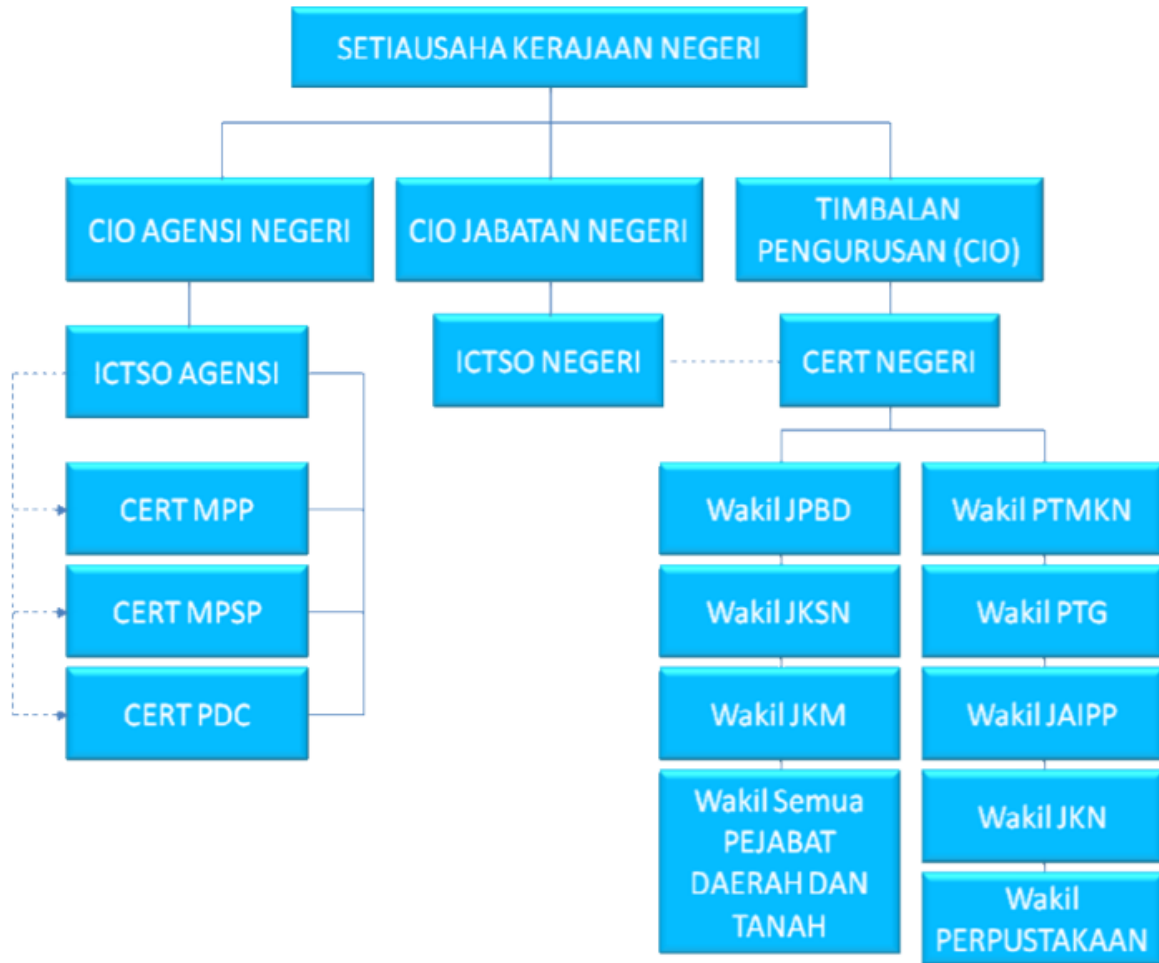 SETIAUSAHA KERAJAAN NEGERI
CIO AGENSI NEGERI
CIO JABATAN NEGERI
TIMBALAN
PENGURUSAN (CIO)
ICTSO AGENSI
ICTSO NEGERI
CERT NEGERI
CERT MPP
CERT MPSP
CERT PDC
Wakil JPBD
Wakil JKSN
Wakil JKM
Wakil Semua
PEJABAT
DAERAH DAN
TANAH
Wakil PTMKN
Wakil PTG
Wakil JAIPP
Wakil JKN
Wakil
PERPUSTAKAAN